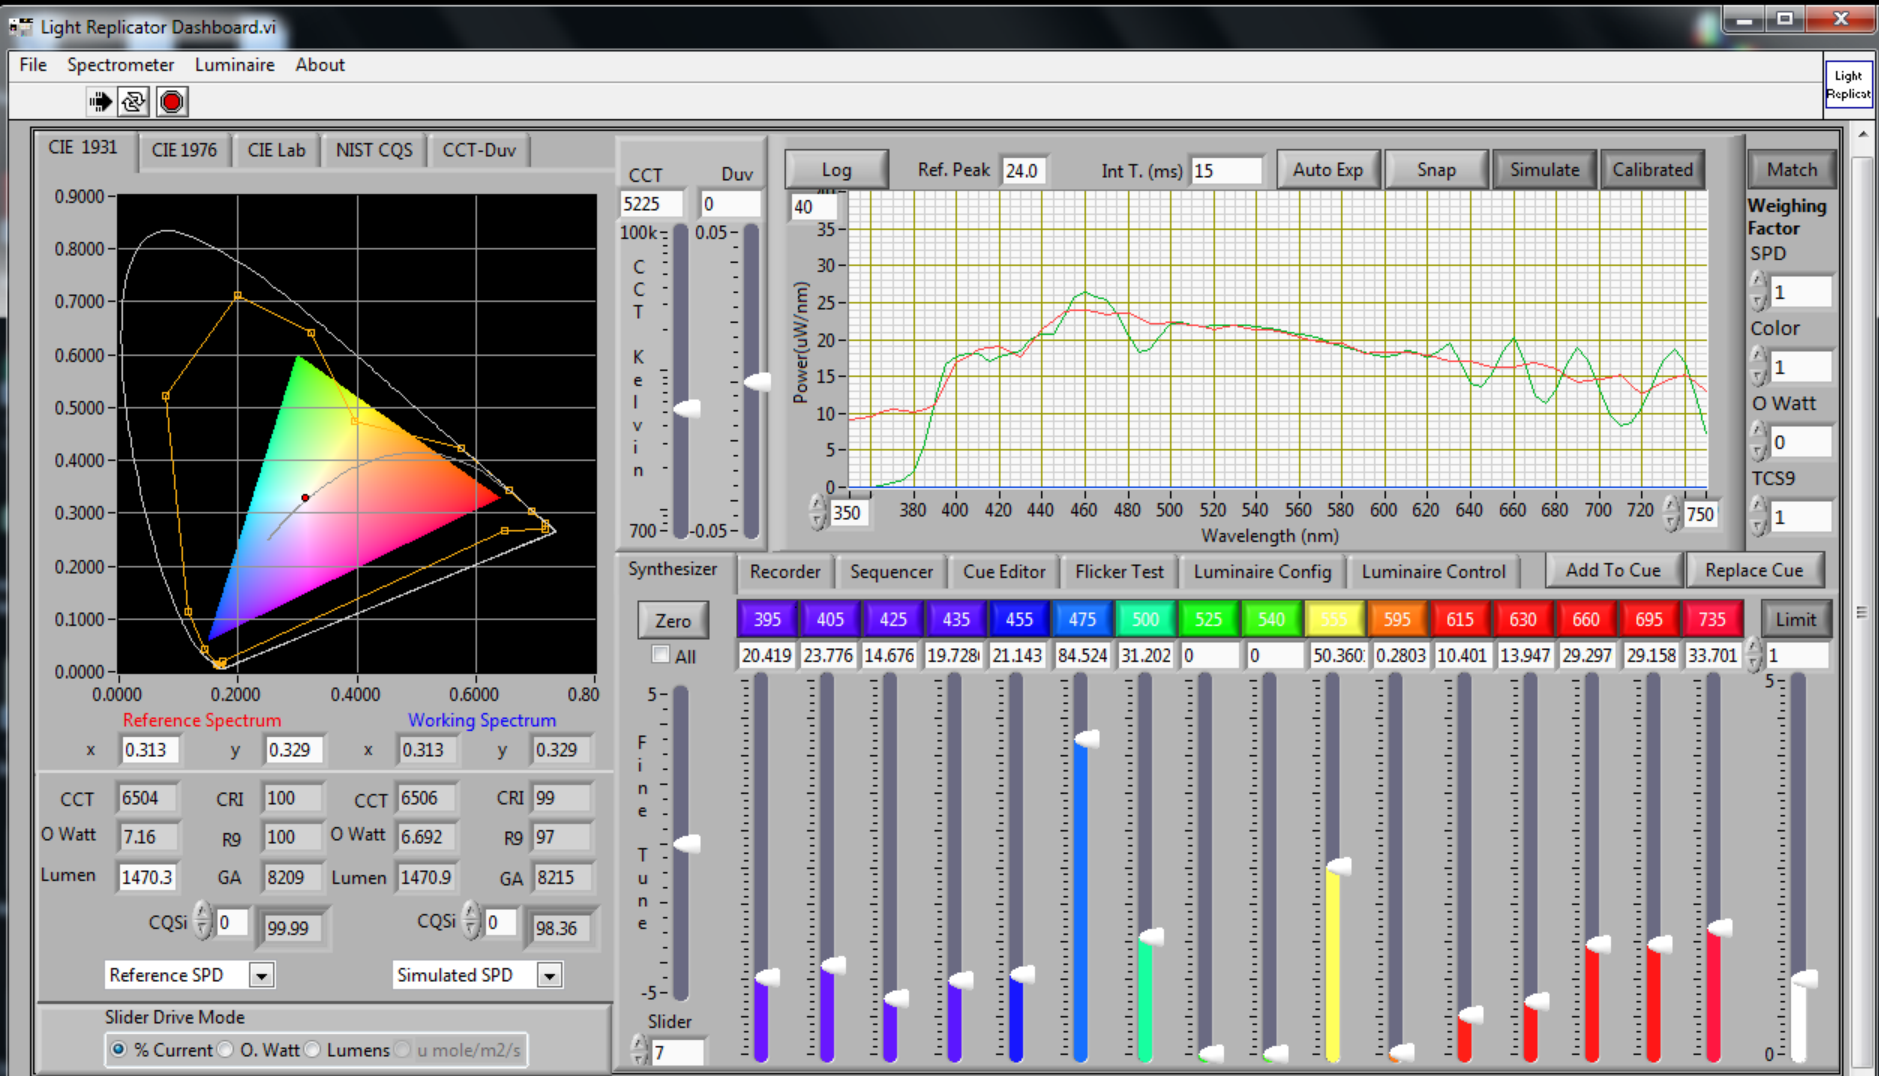 Light Replicator Dashboard.vi
File Spectrometer Luminaire About
Light
Replicat
CIE 1931 CIE 1976 CIE Lab NIST CQS CCT-Duv
0.9000
0.8000
0.7000
0.6000
0.5000
0.4000
0.3000
0.2000
0.1000
0.0000
0.0000 0.2000 0.4000 0.6000 0.80
Reference Spectrum Working Spectrum
x 0.313 y 0.329 x 0.313 y 0.329
CCT 6504 CRI 100 CCT 6506 CRI 99
O Watt 7.16 R9 100 O Watt 6.692 R9 97
Lumen 1470.3 GA 8209 Lumen 1470.9 GA 8215
CQSi 0 99.99 CQSi 0 98.36
Reference SPD Simulated SPD
Slider Drive Mode
% Current O. Watt Lumens u mole/m2/s
CCT Duv
5225 0
100k 0.05
CCT Kelvin
700 -0.05
Log Ref. Peak 24.0 Int T. (ms) 15 Auto Exp Snap Simulate Calibrated
40
40
35
30
25
20
15
10
5
0
Power(uW/nm)
350 380 400 420 440 460 480 500 520 540 560 580 600 620 640 660 680 700 720 750
Wavelength (nm)
Match
Weighing
Factor
SPD
1
Color
1
O Watt
0
TCS9
1
Synthesizer Recorder Sequencer Cue Editor Flicker Test Luminaire Config Luminaire Control Add To Cue Replace Cue
Zero 395 405 425 435 455 475 500 525 540 555 595 615 630 660 695 735 Limit
All 20.419 23.776 14.676 19.728 21.143 84.524 31.202 0 0 50.360 0.2803 10.401 13.947 29.297 29.158 33.701 1
5 5
Fine Tune
-5
Slider
7
0